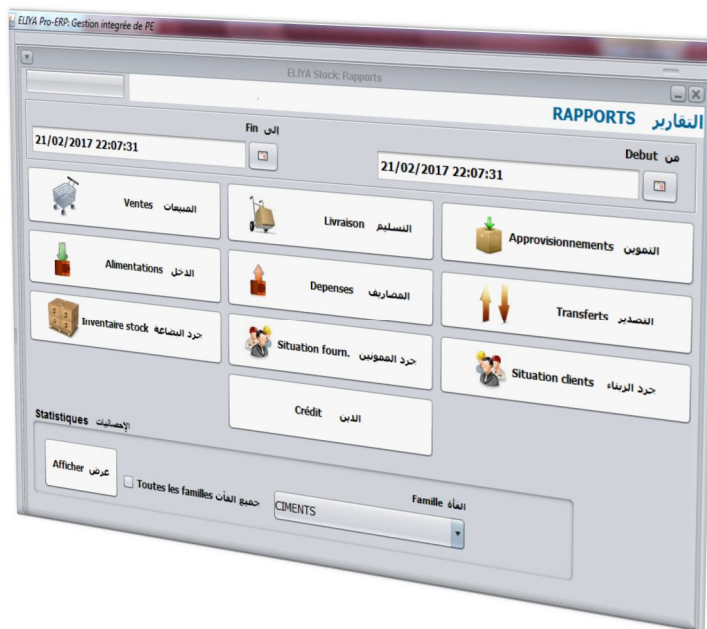 ELIYA Pro-ERP: Gestion integrée de PE
ELIYA Stock: Rapports
RAPPORTS التقارير
Fin الى
Debut من
21/02/2017 22:07:31
21/02/2017 22:07:31
Ventes المبيعات
Livraison التسليم
Approvisionnements التموين
Alimentations الدخل
Depenses المصاريف
Transferts التصدير
Inventaire stock جرد البضاعة
Situation fourn. جرد الممونين
Situation clients جرد الزبناء
Crédit الدين
Statistiques الإحصائيات
Afficher عرض
Toutes les familles جميع الفآت
Famille الفأة
CIMENTS